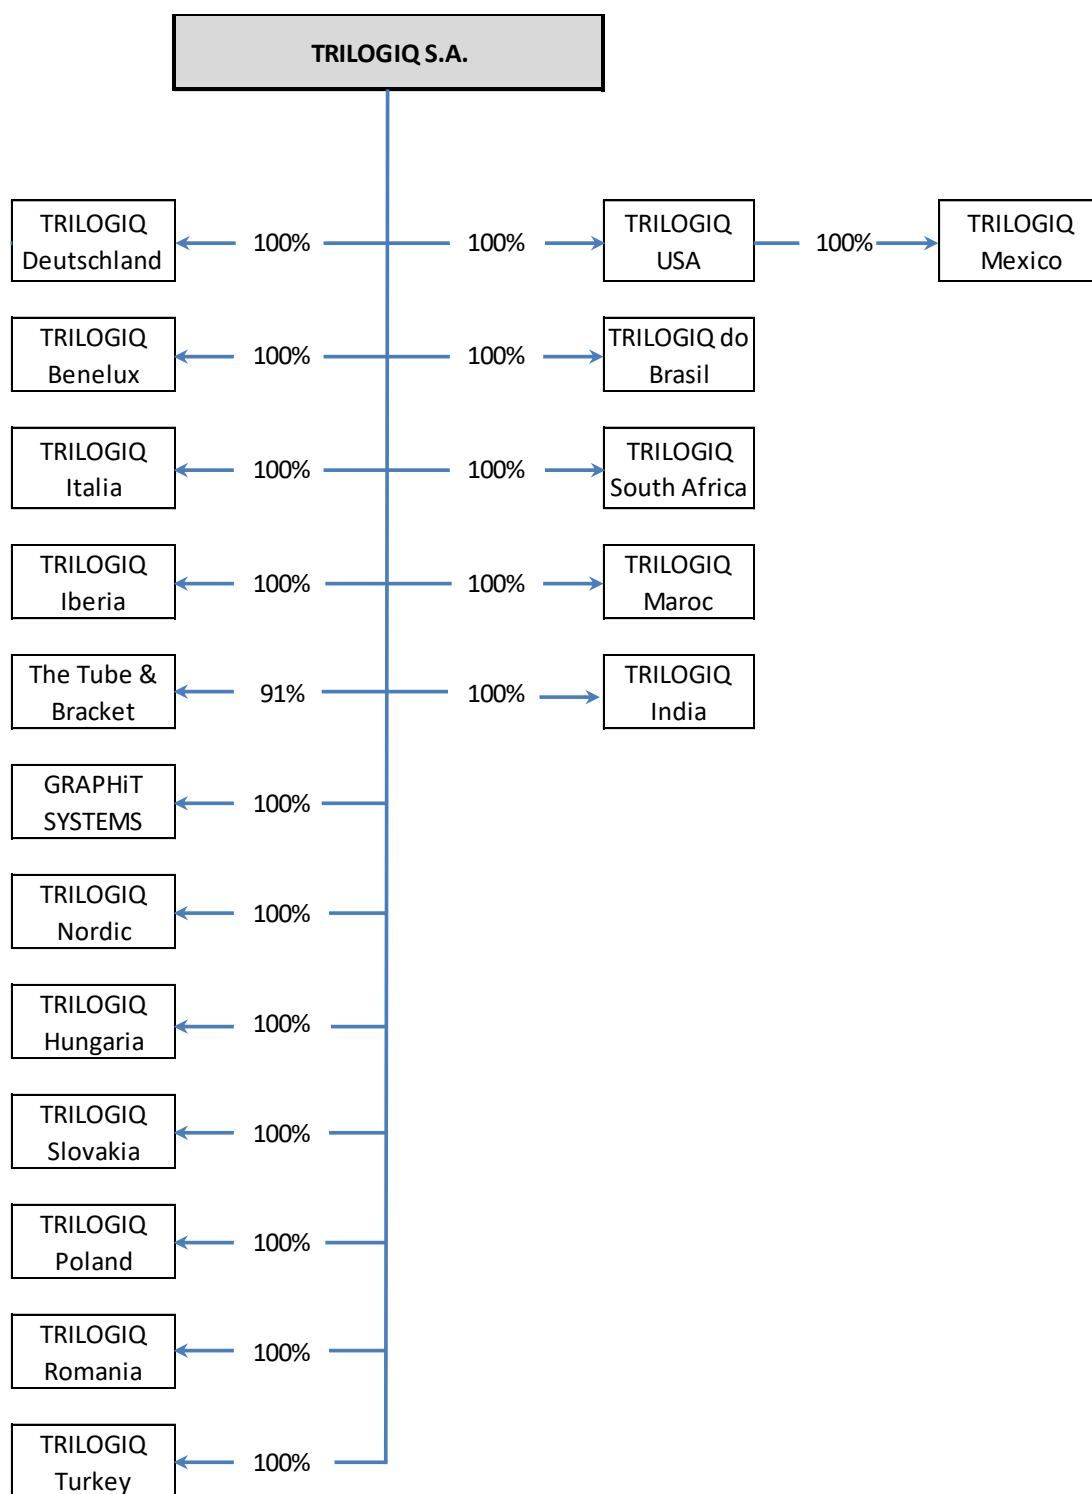 TRILOGIQ S.A.
TRILOGIQ
Deutschland
100%
100%
TRILOGIQ
USA
100%
TRILOGIQ
Mexico
TRILOGIQ
Benelux
100%
100%
TRILOGIQ do
Brasil
TRILOGIQ
Italia
100%
100%
TRILOGIQ
South Africa
TRILOGIQ
Iberia
100%
100%
TRILOGIQ
Maroc
The Tube &
Bracket
91%
100%
TRILOGIQ
India
GRAPHiT
SYSTEMS
100%
TRILOGIQ
Nordic
100%
TRILOGIQ
Hungaria
100%
TRILOGIQ
Slovakia
100%
TRILOGIQ
Poland
100%
TRILOGIQ
Romania
100%
TRILOGIQ
Turkey
100%